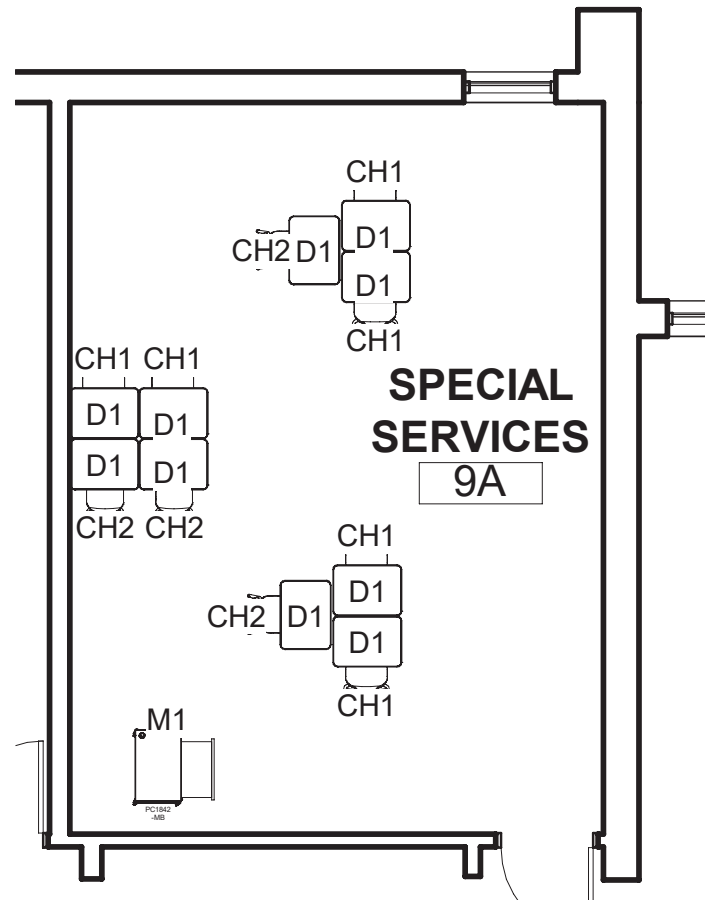 CH1
D1
CH2 D1
D1
CH1
CH1 CH1
D1 D1
D1 D1
CH2 CH2
SPECIAL
SERVICES
9A
CH1
D1
CH2 D1
D1
CH1
M1
PC1842
-MB